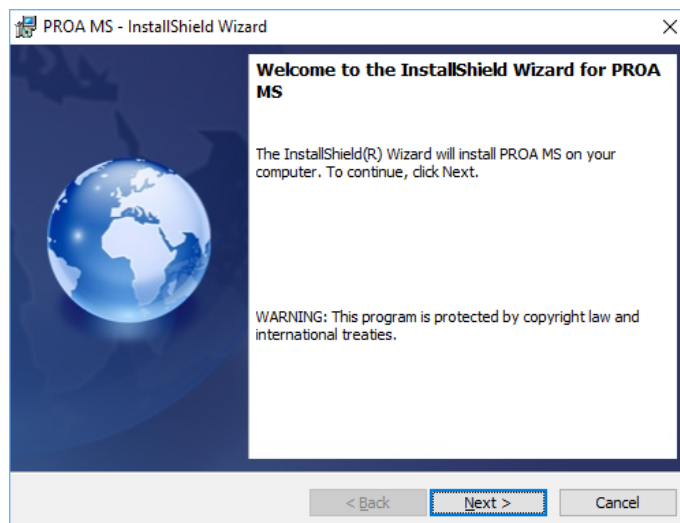 PROA MS - InstallShield Wizard
Welcome to the InstallShield Wizard for PROA
MS
The InstallShield(R) Wizard will install PROA MS on your
computer. To continue, click Next.
WARNING: This program is protected by copyright law and
international treaties.
< Back
Next >
Cancel